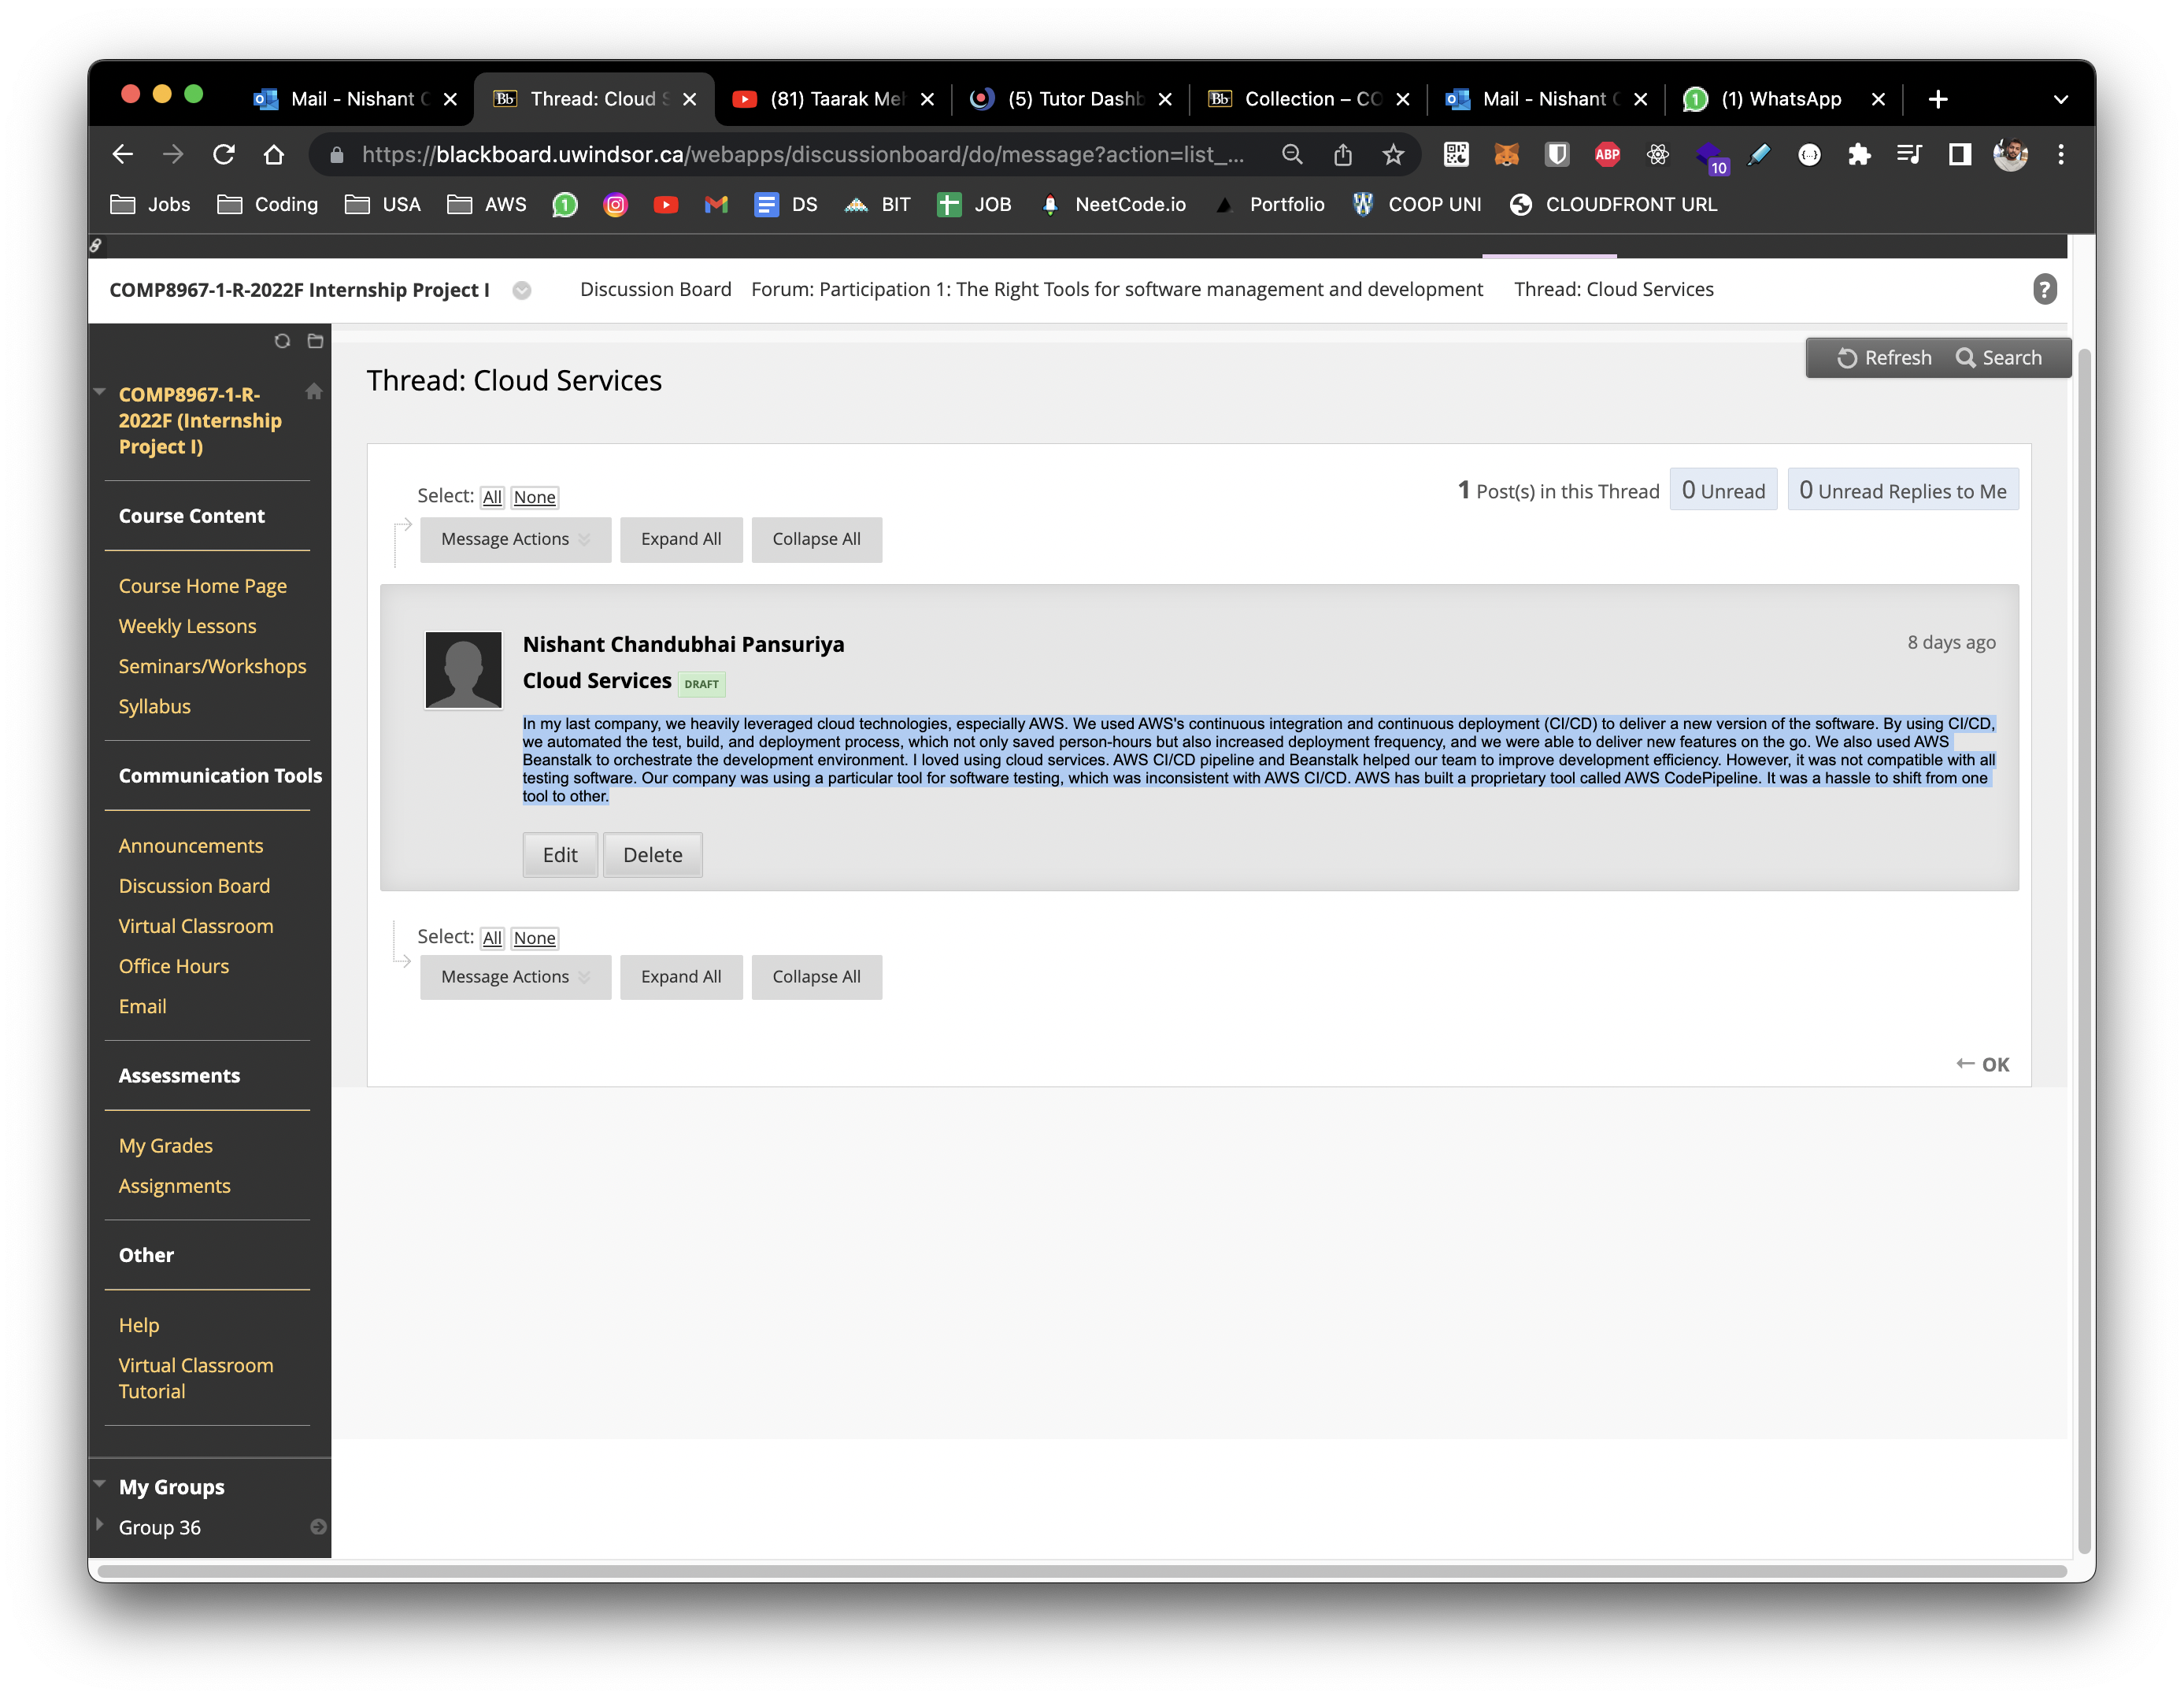 Mail - Nishant C
Thread: Cloud S
(81) Taarak Meh
(5) Tutor Dashb
Collection – CO
Mail - Nishant C
(1) WhatsApp
https://blackboard.uwindsor.ca/webapps/discussionboard/do/message?action=list_...
ABP
10
Jobs
Coding
USA
AWS
1
DS
BIT
JOB
NeetCode.io
Portfolio
COOP UNI
CLOUDFRONT URL
COMP8967-1-R-2022F Internship Project I
Discussion Board
Forum: Participation 1: The Right Tools for software management and development
Thread: Cloud Services
?
Refresh
Search
COMP8967-1-R-
2022F (Internship
Project I)
Course Content
Course Home Page
Weekly Lessons
Seminars/Workshops
Syllabus
Communication Tools
Announcements
Discussion Board
Virtual Classroom
Office Hours
Email
Assessments
My Grades
Assignments
Other
Help
Virtual Classroom
Tutorial
My Groups
Group 36
Thread: Cloud Services
Select: All None
1 Post(s) in this Thread
0 Unread
0 Unread Replies to Me
Message Actions
Expand All
Collapse All
Nishant Chandubhai Pansuriya
8 days ago
Cloud Services DRAFT
In my last company, we heavily leveraged cloud technologies, especially AWS. We used AWS's continuous integration and continuous deployment (CI/CD) to deliver a new version of the software. By using CI/CD,
we automated the test, build, and deployment process, which not only saved person-hours but also increased deployment frequency, and we were able to deliver new features on the go. We also used AWS
Beanstalk to orchestrate the development environment. I loved using cloud services. AWS CI/CD pipeline and Beanstalk helped our team to improve development efficiency. However, it was not compatible with all
testing software. Our company was using a particular tool for software testing, which was inconsistent with AWS CI/CD. AWS has built a proprietary tool called AWS CodePipeline. It was a hassle to shift from one
tool to other.
Edit
Delete
Select: All None
Message Actions
Expand All
Collapse All
OK